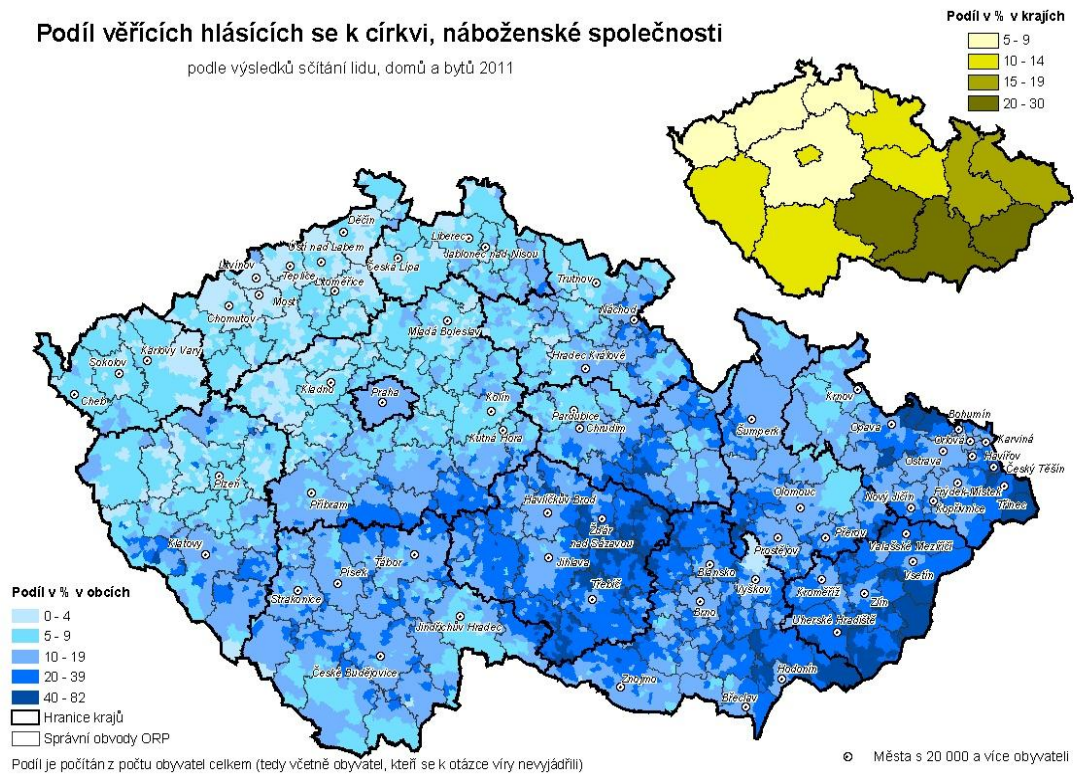 Podíl věřících hlásících se k církvi, náboženské společnosti
podle výsledků sčítání lidu, domů a bytů 2011
Podíl v % v krajích
5 - 9
10 - 14
15 - 19
20 - 30
Děčín
Ústí nad Labem
Liberec
Jablonec nad Nisou
Litvínov
Teplice
Česká Lípa
Litoměřice
Most
Trutnov
Chomutov
Náchod
Mladá Boleslav
Karlovy Vary
Sokolov
Hradec Králové
Cheb
Kladno
Praha
Kolín
Pardubice
Chrudim
Kutná Hora
Krnov
Opava
Bohumín
Karviná
Orlová
Havířov
Ostrava
Český Těšín
Šumperk
Plzeň
Příbram
Havlíčkův Brod
Olomouc
Nový Jičín
Frýdek-Místek
Kopřivnice
Třinec
Žďár
nad Sázavou
Klatovy
Tábor
Písek
Jihlava
Prostějov
Přerov
Valašské Meziříčí
Vsetín
Strakonice
Třebíč
Blansko
Vyškov
Kroměříž
Zlín
Brno
Jindřichův Hradec
Uherské Hradiště
České Budějovice
Hodonín
Znojmo
Břeclav
Podíl v % v obcích
0 - 4
5 - 9
10 - 19
20 - 39
40 - 82
Hranice krajů
Správní obvody ORP
Podíl je počítán z počtu obyvatel celkem (tedy včetně obyvatel, kteří se k otázce víry nevyjádřili)
Města s 20 000 a více obyvateli